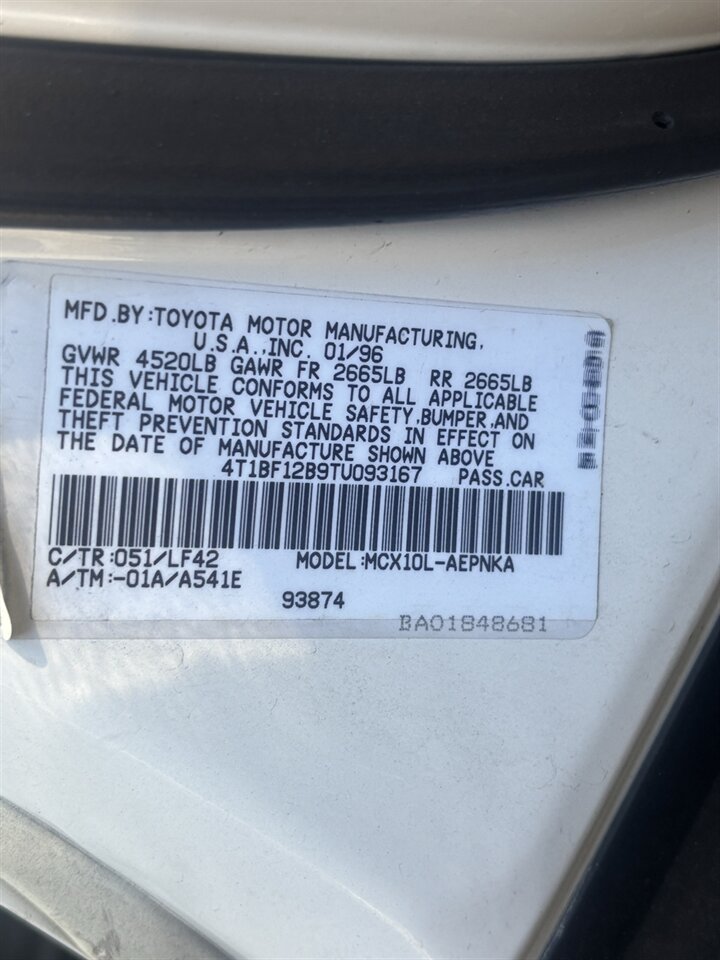 MFD.BY:TOYOTA MOTOR MANUFACTURING,
U.S.A.,INC. 01/96
GVWR 4520LB GAWR FR 2665LB RR 2665LB
THIS VEHICLE CONFORMS TO ALL APPLICABLE
FEDERAL MOTOR VEHICLE SAFETY,BUMPER,AND
THEFT PREVENTION STANDARDS IN EFFECT ON
THE DATE OF MANUFACTURE SHOWN ABOVE
4T1BF12B9TU093167 PASS.CAR
C/TR:051/LF42 MODEL:MCX10L-AEPNKA
A/TM:-01A/A541E
93874
BA01848681